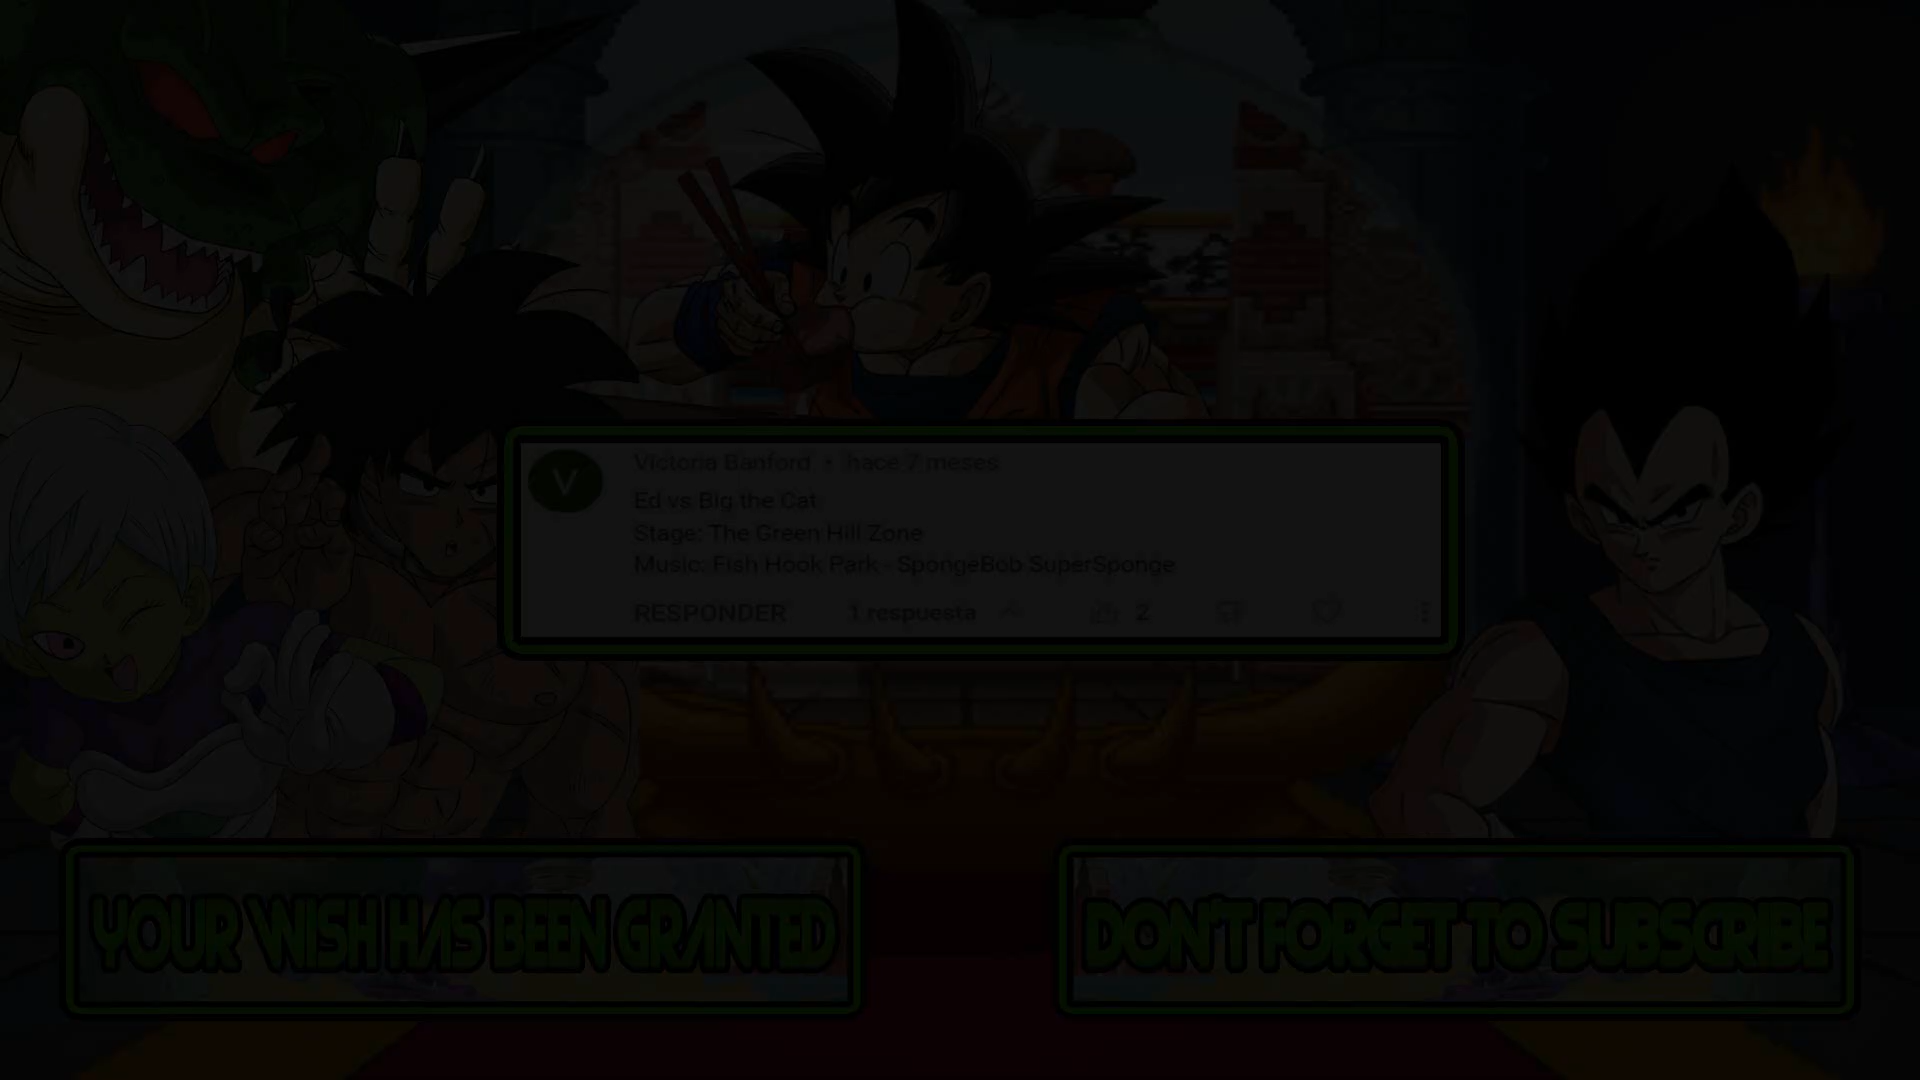 V
Victoria Banford • hace 7 meses
Ed vs Big the Cat
Stage: The Green Hill Zone
Music: Fish Hook Park - SpongeBob SuperSponge
RESPONDER 1 respuesta 2
YOUR WISH HAS BEEN GRANTED
DON'T FORGET TO SUBSCRIBE